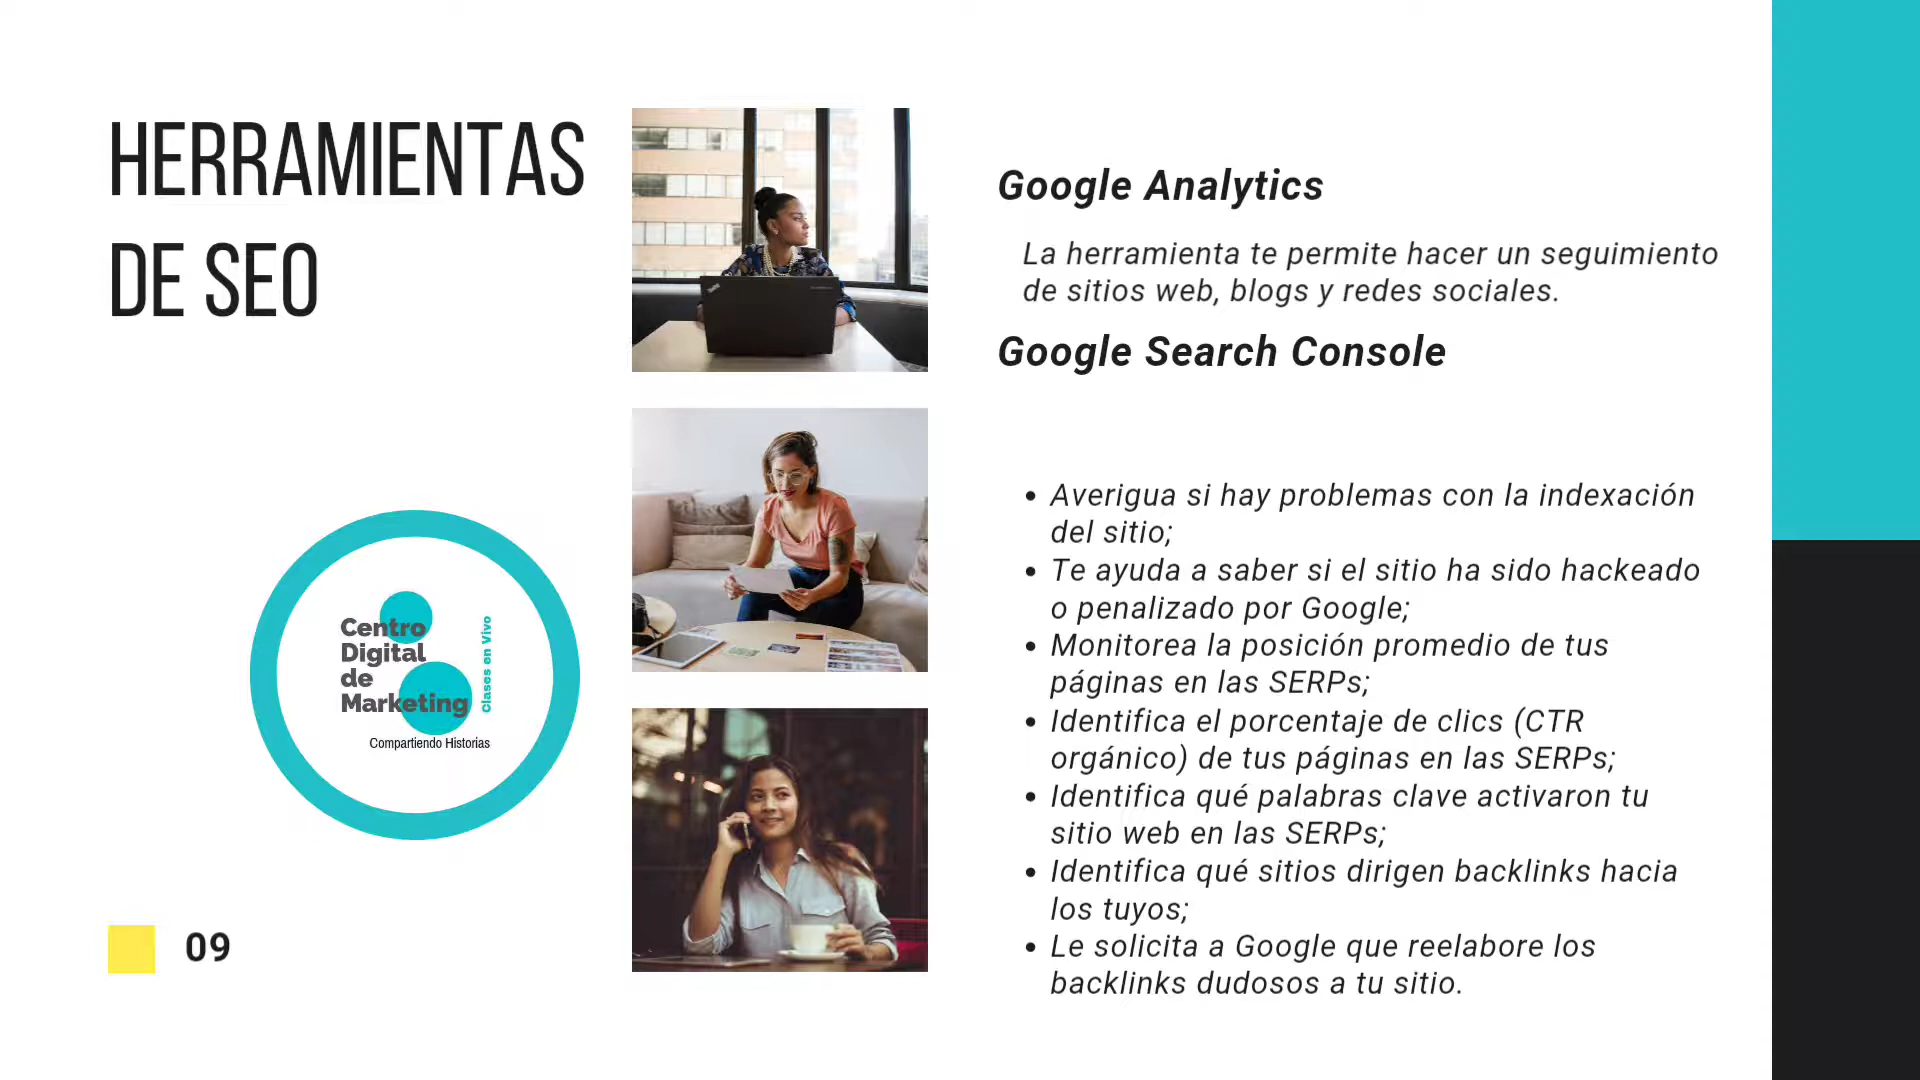 HERRAMIENTAS
DE SEO
Centro
Digital
de
Marketing
Clases en Vivo
Compartiendo Historias
09
Google Analytics
La herramienta te permite hacer un seguimiento
de sitios web, blogs y redes sociales.
Google Search Console
• Averigua si hay problemas con la indexación
del sitio;
• Te ayuda a saber si el sitio ha sido hackeado
o penalizado por Google;
• Monitorea la posición promedio de tus
páginas en las SERPs;
• Identifica el porcentaje de clics (CTR
orgánico) de tus páginas en las SERPs;
• Identifica qué palabras clave activaron tu
sitio web en las SERPs;
• Identifica qué sitios dirigen backlinks hacia
los tuyos;
• Le solicita a Google que reelabore los
backlinks dudosos a tu sitio.